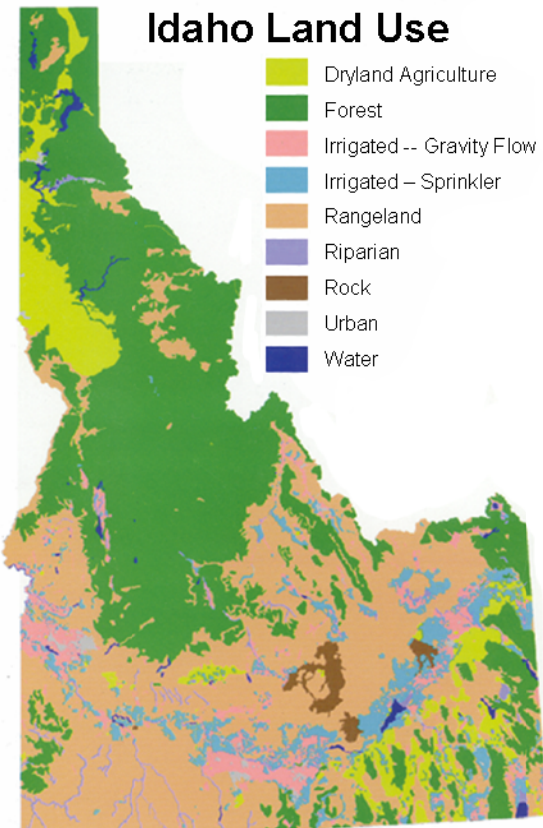 Idaho Land Use
Dryland Agriculture
Forest
Irrigated -- Gravity Flow
Irrigated – Sprinkler
Rangeland
Riparian
Rock
Urban
Water